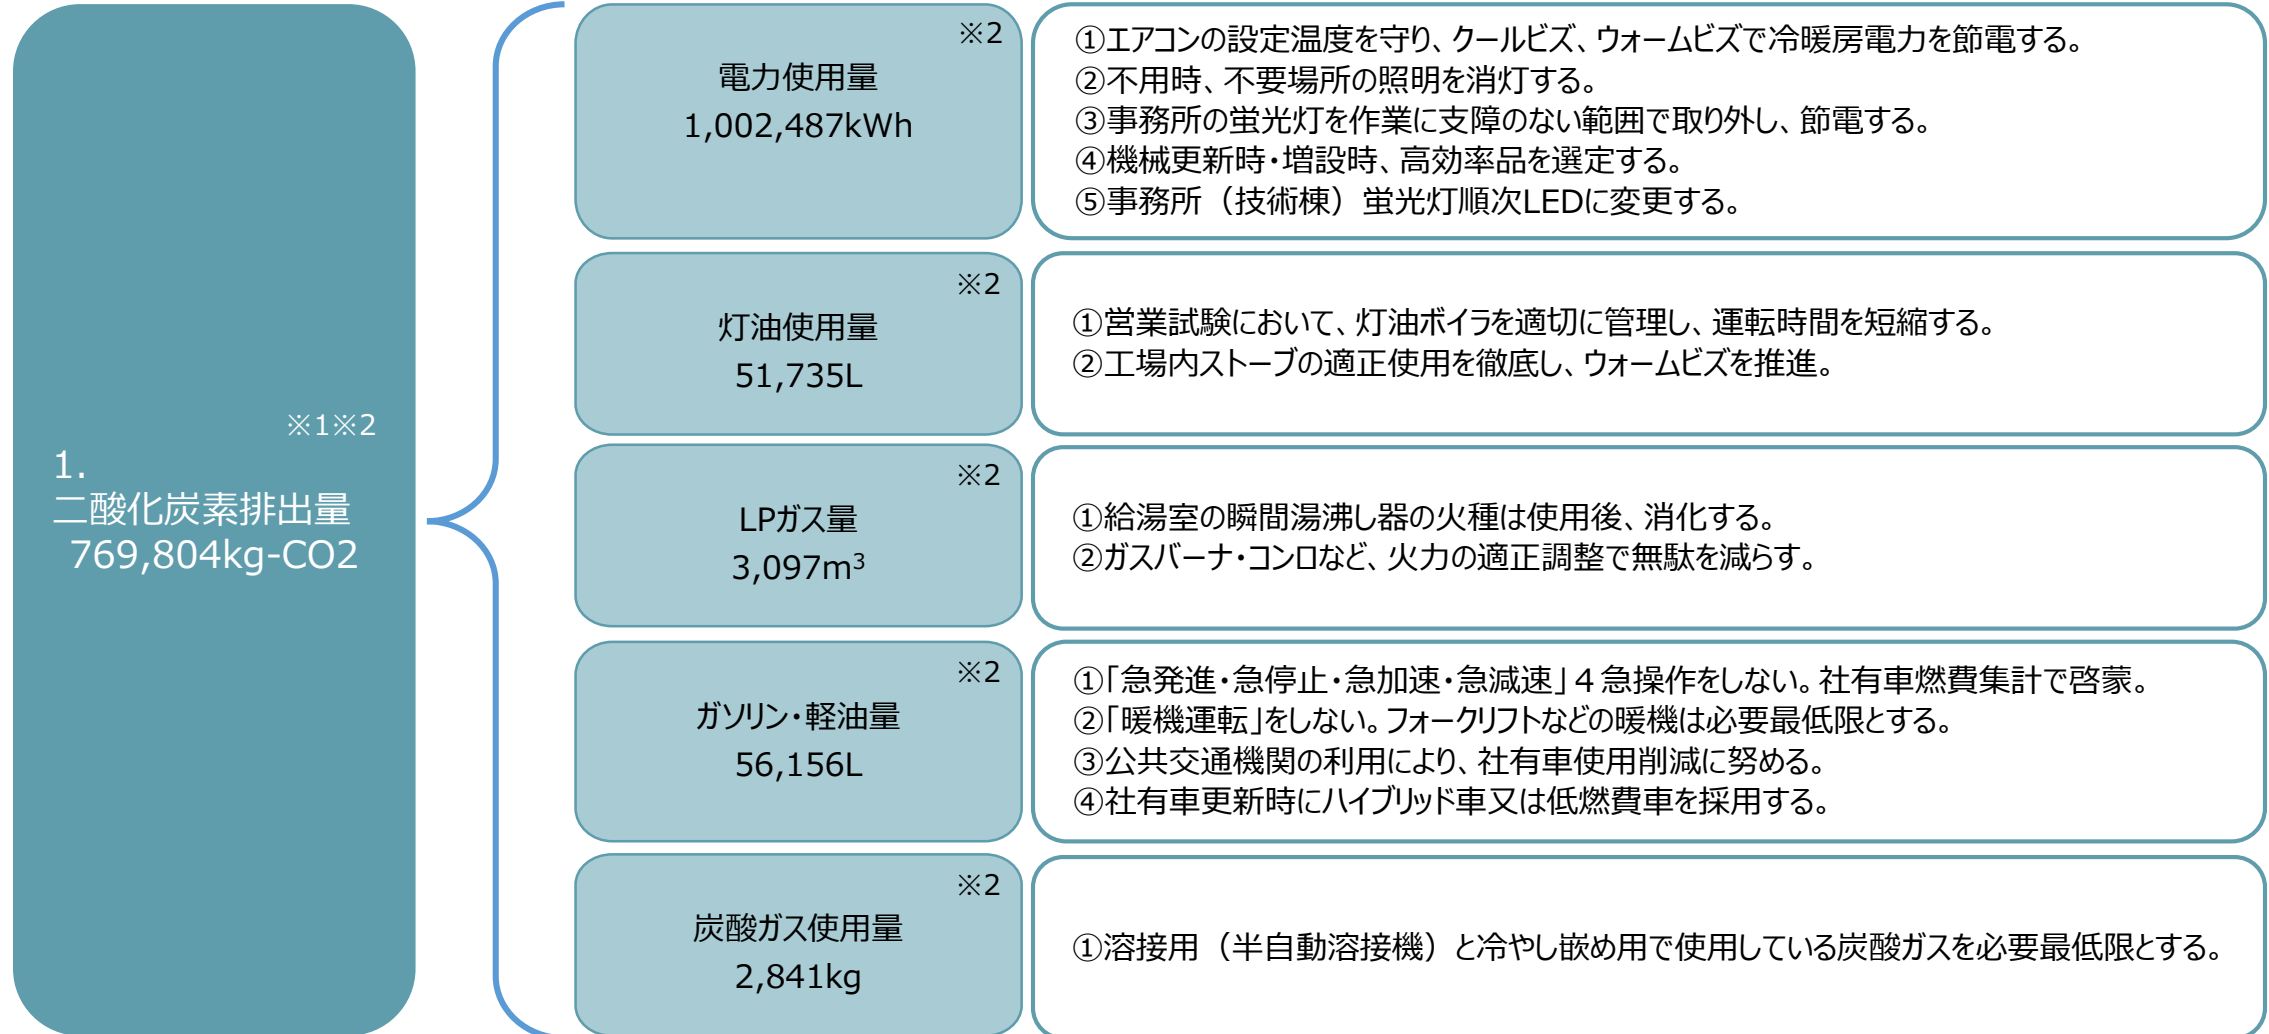 ※1※2
1.
二酸化炭素排出量
769,804kg-CO2
※2
電力使用量
1,002,487kWh
①エアコンの設定温度を守り、クールビズ、ウォームビズで冷暖房電力を節電する。
②不用時、不要場所の照明を消灯する。
③事務所の蛍光灯を作業に支障のない範囲で取り外し、節電する。
④機械更新時・増設時、高効率品を選定する。
⑤事務所（技術棟）蛍光灯順次LEDに変更する。
※2
灯油使用量
51,735L
①営業試験において、灯油ボイラを適切に管理し、運転時間を短縮する。
②工場内ストーブの適正使用を徹底し、ウォームビズを推進。
※2
LPガス量
3,097m³
①給湯室の瞬間湯沸し器の火種は使用後、消化する。
②ガスバーナ・コンロなど、火力の適正調整で無駄を減らす。
※2
ガソリン・軽油量
56,156L
①「急発進・急停止・急加速・急減速」４急操作をしない。社有車燃費集計で啓蒙。
②「暖機運転」をしない。フォークリフトなどの暖機は必要最低限とする。
③公共交通機関の利用により、社有車使用削減に努める。
④社有車更新時にハイブリッド車又は低燃費車を採用する。
※2
炭酸ガス使用量
2,841kg
①溶接用（半自動溶接機）と冷やし嵌め用で使用している炭酸ガスを必要最低限とする。